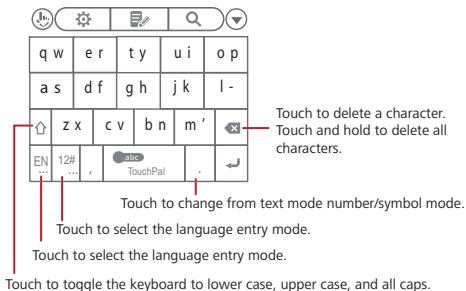 q w e r t y u i o p
a s d f g h j k l -
z x c v b n m ’
EN ... 12# ... , abc TouchPal .
Touch to delete a character.
Touch and hold to delete all
characters.
Touch to change from text mode number/symbol mode.
Touch to select the language entry mode.
Touch to select the language entry mode.
Touch to toggle the keyboard to lower case, upper case, and all caps.